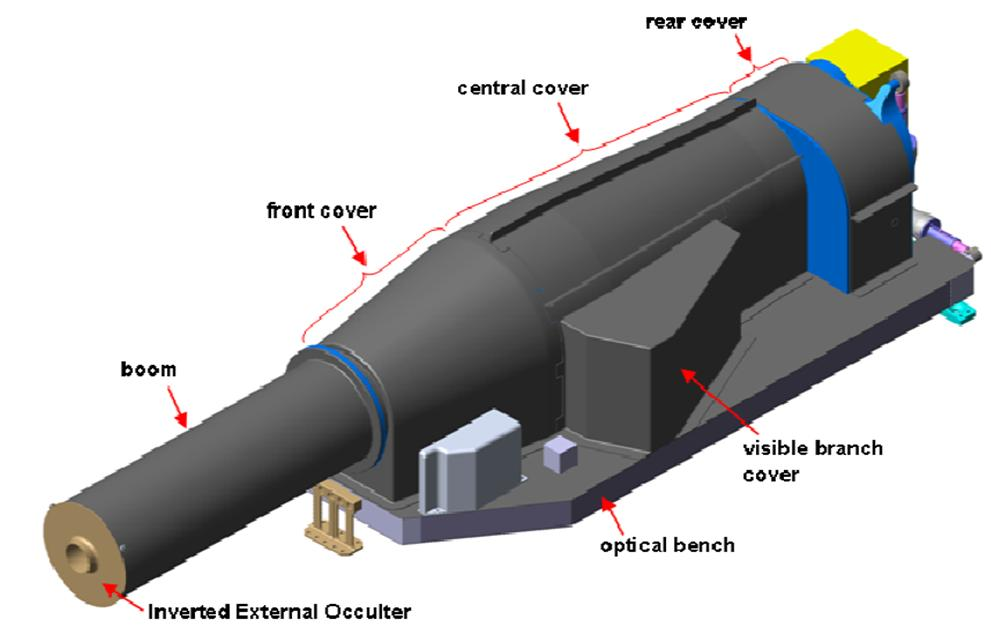 rear cover
central cover
front cover
boom
visible branch
cover
optical bench
Inverted External Occulter